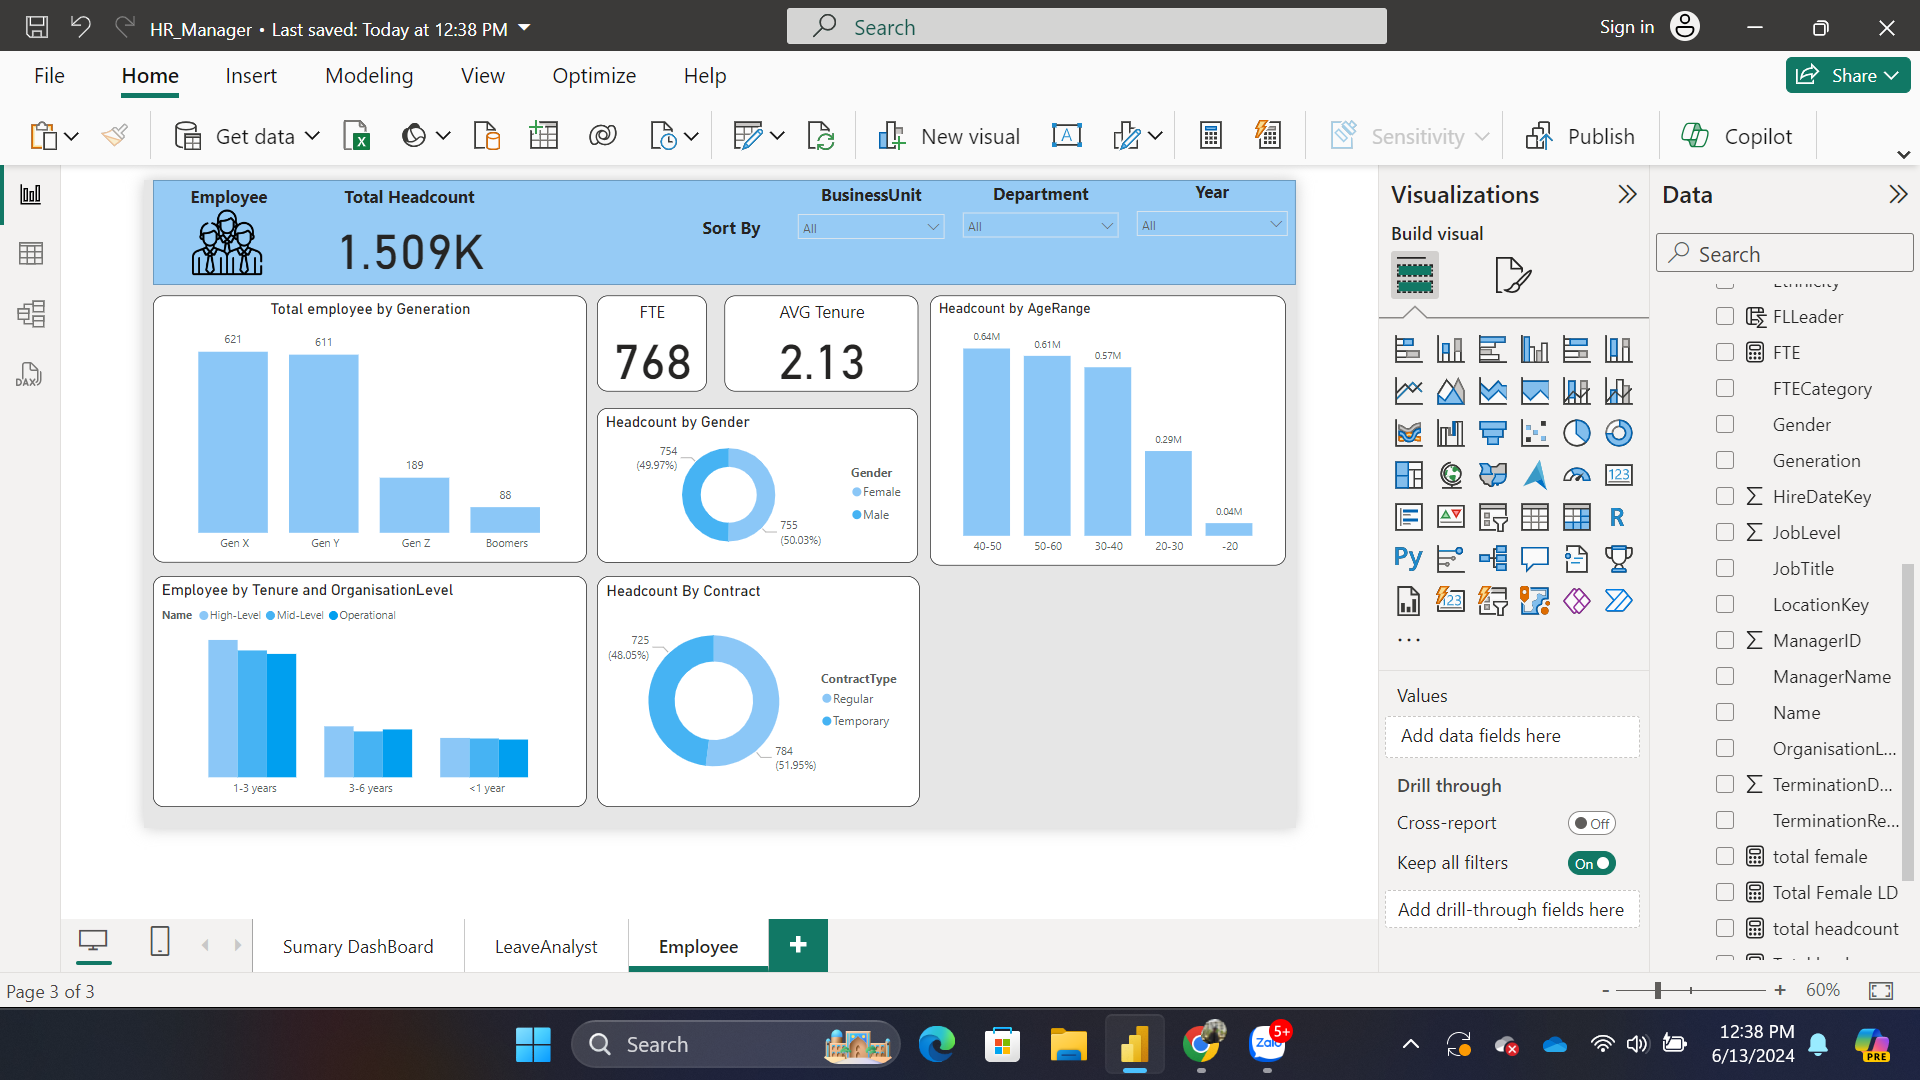 HR_Manager • Last saved: Today at 12:38 PM
Search
Sign in
File
Home
Insert
Modeling
View
Optimize
Help
Share
Get data
New visual
Sensitivity
Publish
Copilot
Employee
Total Headcount
1.509K
Sort By
BusinessUnit
All
Department
All
Year
All
Total employee by Generation
621
611
189
88
Gen X
Gen Y
Gen Z
Boomers
FTE
768
AVG Tenure
2.13
Headcount by AgeRange
0.64M
0.61M
0.57M
0.29M
0.04M
40-50
50-60
30-40
20-30
-20
Headcount by Gender
754
(49.97%)
755
(50.03%)
Gender
Female
Male
Employee by Tenure and OrganisationLevel
Name High-Level Mid-Level Operational
1-3 years
3-6 years
<1 year
Headcount By Contract
725
(48.05%)
784
(51.95%)
ContractType
Regular
Temporary
Visualizations
Build visual
123
R
Py
123
Values
Add data fields here
Drill through
Cross-report
Off
Keep all filters
On
Add drill-through fields here
Data
Search
FLLeader
FTE
FTECategory
Gender
Generation
HireDateKey
JobLevel
JobTitle
LocationKey
ManagerID
ManagerName
Name
OrganisationL...
TerminationD...
TerminationRe...
total female
Total Female LD
total headcount
DAX
Sumary DashBoard
LeaveAnalyst
Employee
Page 3 of 3
60%
Search
Zalo
5+
12:38 PM
6/13/2024
PRE